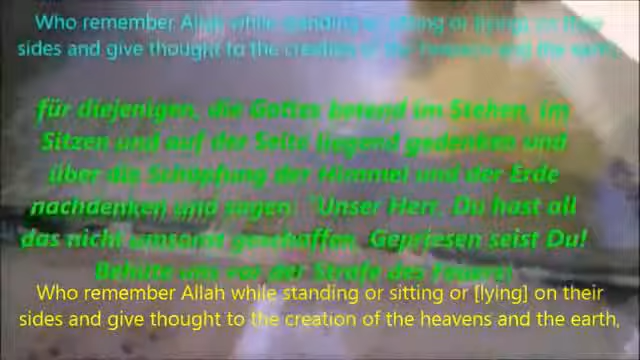 Who remember Allah while standing or sitting or [lying] on their
sides and give thought to the creation of the heavens and the earth,
für diejenigen, die Gottes betend im Stehen, im
Sitzen und auf der Seite liegend gedenken und
über die Schöpfung der Himmel und der Erde
nachdenken und sagen: "Unser Herr, Du hast all
das nicht umsonst geschaffen. Gepriesen seist Du!
Behüte uns vor der Strafe des Feuers!
Who remember Allah while standing or sitting or [lying] on their
sides and give thought to the creation of the heavens and the earth,